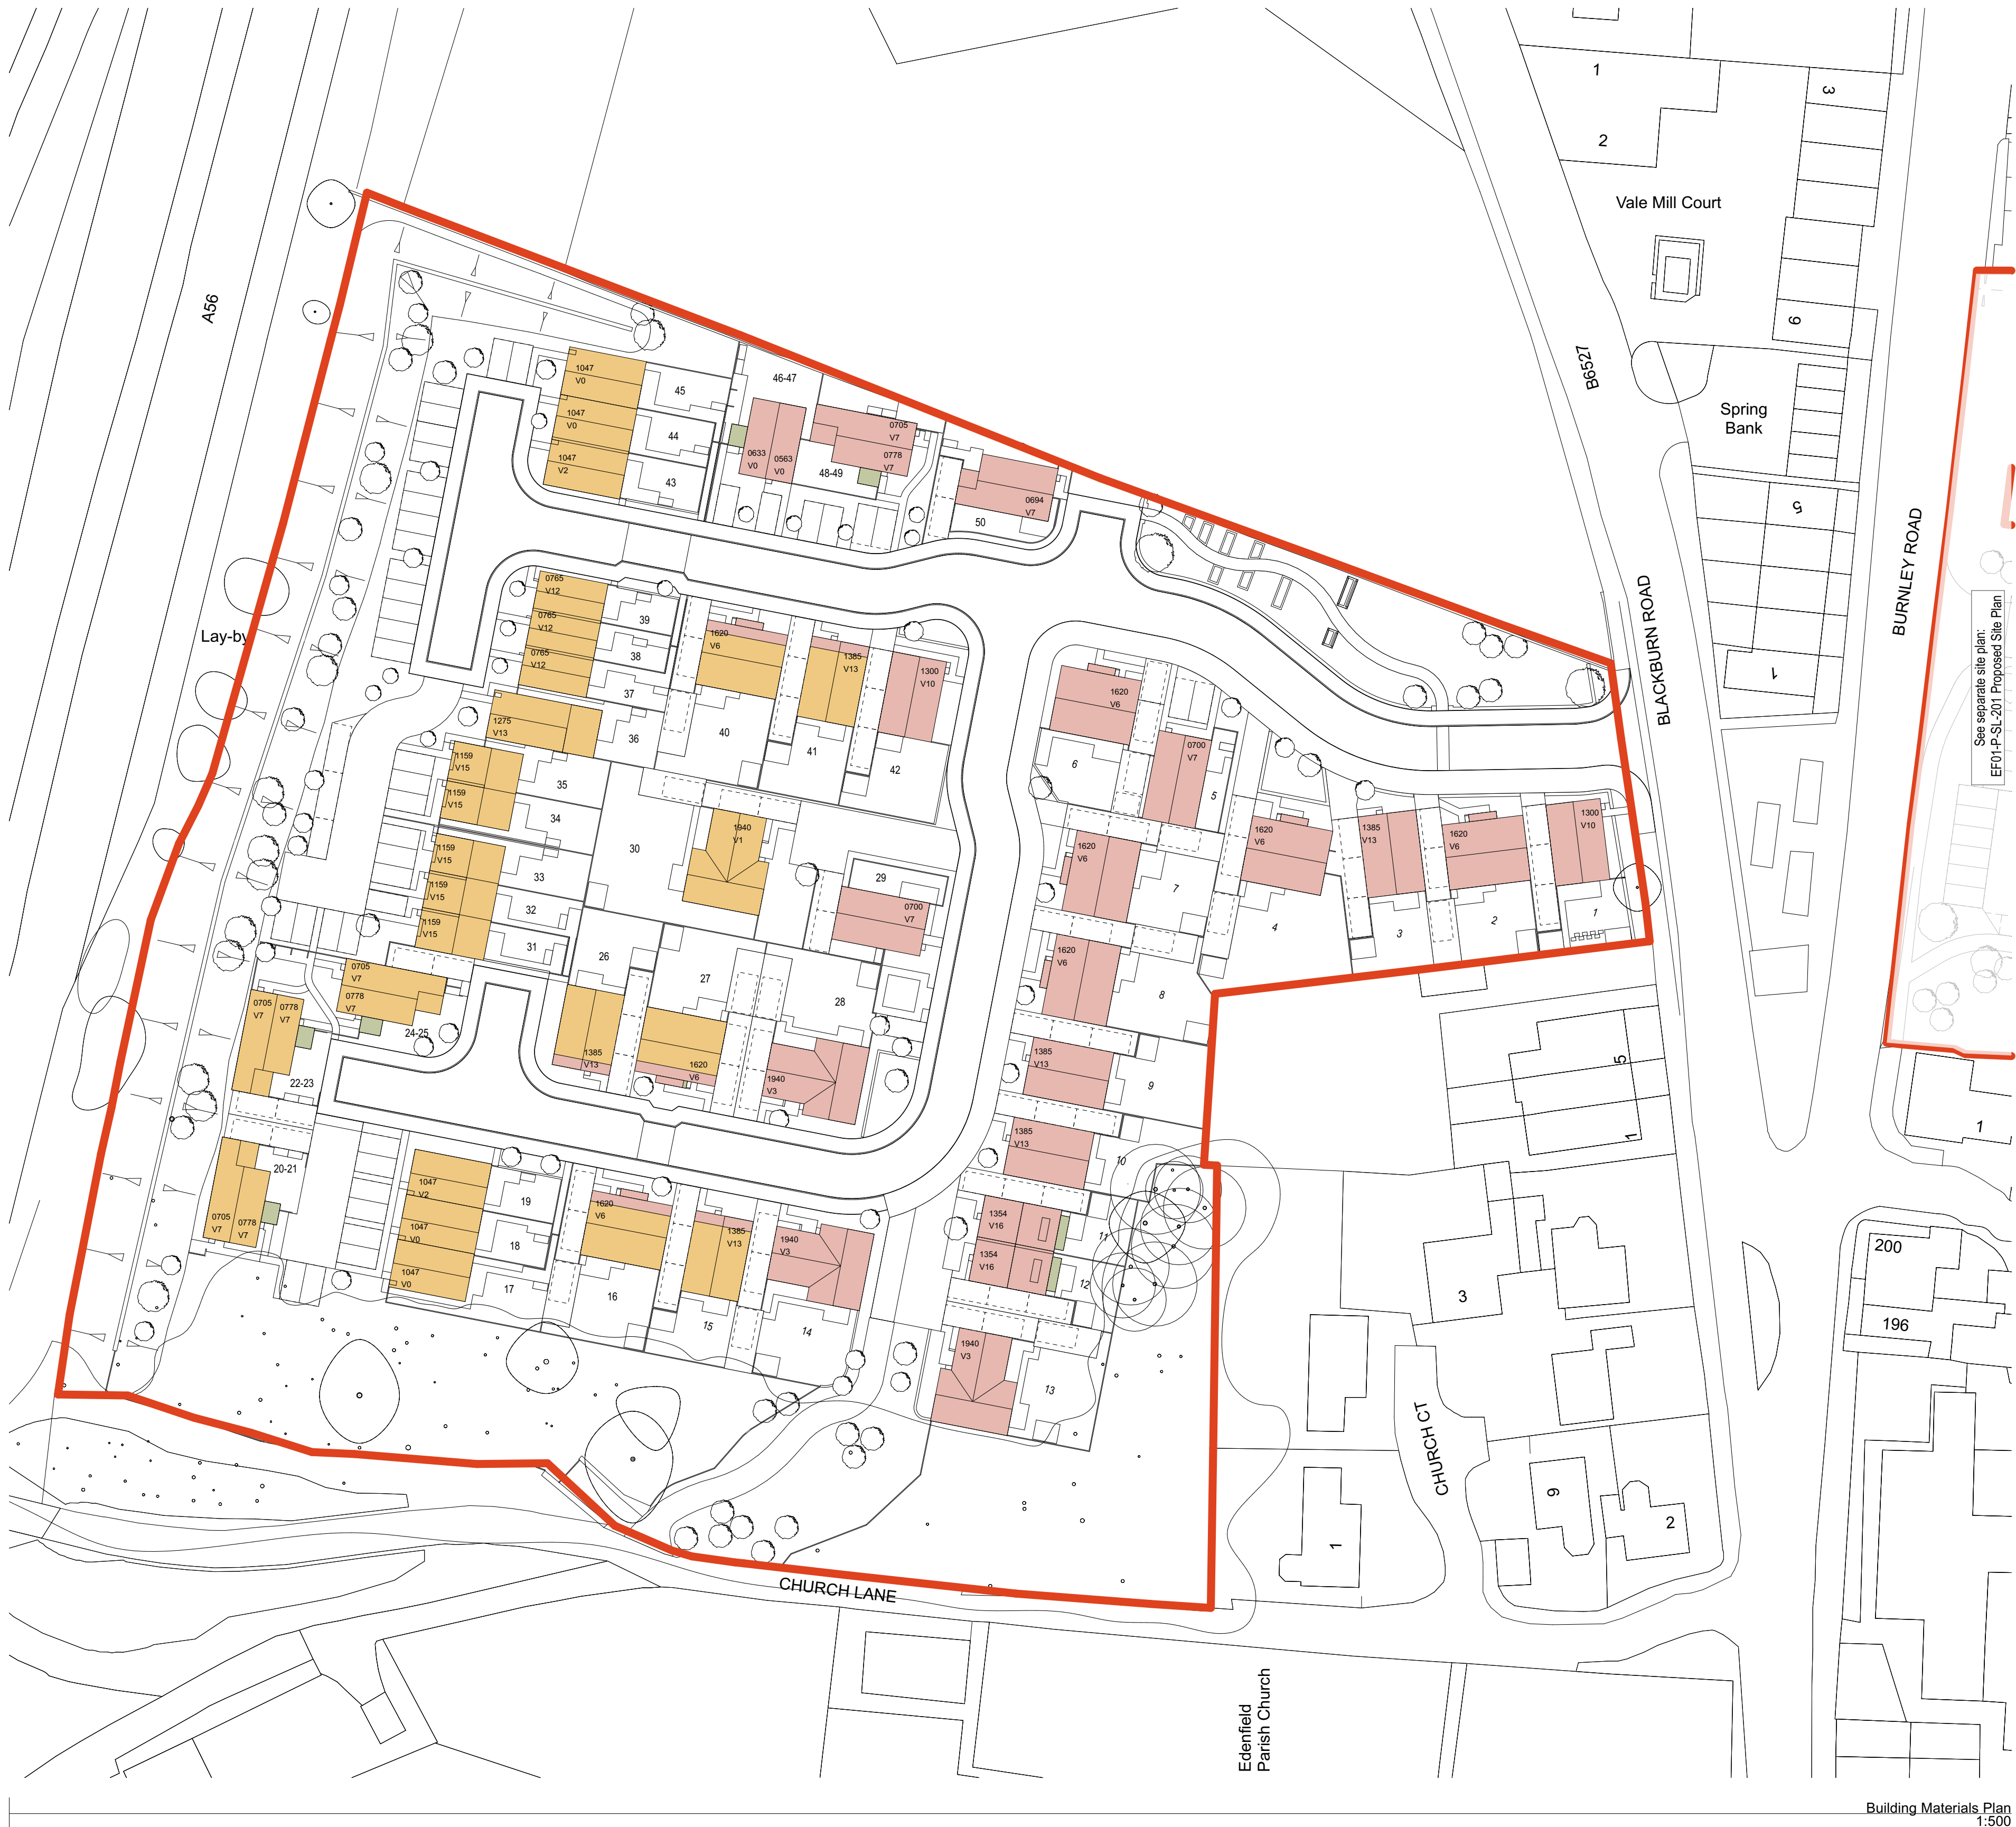 1
3
2
Vale Mill Court
A56
9
B6527
Spring
Bank
5
1
BURNLEY ROAD
BLACKBURN ROAD
See separate site plan:
EF01-P-SL-201 Proposed Site Plan
Lay-by
1047
V0
1047
V0
1047
V2
45
44
43
46-47
0633
V0
0563
V0
48-49
0705
V7
0778
V7
50
0694
V7
0765
V12
0765
V12
0765
V12
39
38
37
1620
V6
40
1385
V13
41
1300
V10
42
1275
V13
36
1159
V15
1159
V15
35
34
1159
V15
1159
V15
1159
V15
33
32
31
30
1940
V1
29
0700
V7
1620
V6
6
0700
V7
5
1620
V6
4
1385
V13
3
1620
V6
2
1300
V10
1
1620
V6
7
1620
V6
8
1385
V13
9
1385
V13
10
1354
V16
11
1354
V16
12
1940
V3
13
26
1385
V13
27
1620
V6
28
1940
V3
0705
V7
0778
V7
24-25
0705
V7
0778
V7
22-23
20-21
0705
V7
0778
V7
1047
V2
1047
V0
1047
V0
19
18
17
1620
V6
16
1385
V13
15
1940
V3
14
5
1
1
3
200
196
CHURCH CT
9
2
1
CHURCH LANE
Edenfield
Parish Church
Building Materials Plan
1:500